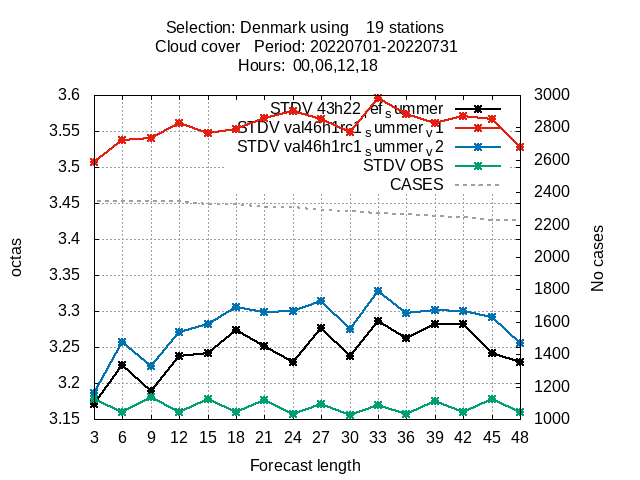 Selection: Denmark using 19 stations
Cloud cover Period: 20220701-20220731
Hours: 00,06,12,18
3.6 3000
STDV 43h22refsummer
3.55 2800
STDV val46h1rc1summerv1
STDV val46h1rc1summerv2
3.5 2600
STDV OBS
CASES
3.45 2400
2200
3.4
3.35 2000
3.3 1800
1600
3.25 1400
3.2 1200
3.15 1000
octas
No cases
3 6 9 12 15 18 21 24 27 30 33 36 39 42 45 48
Forecast length